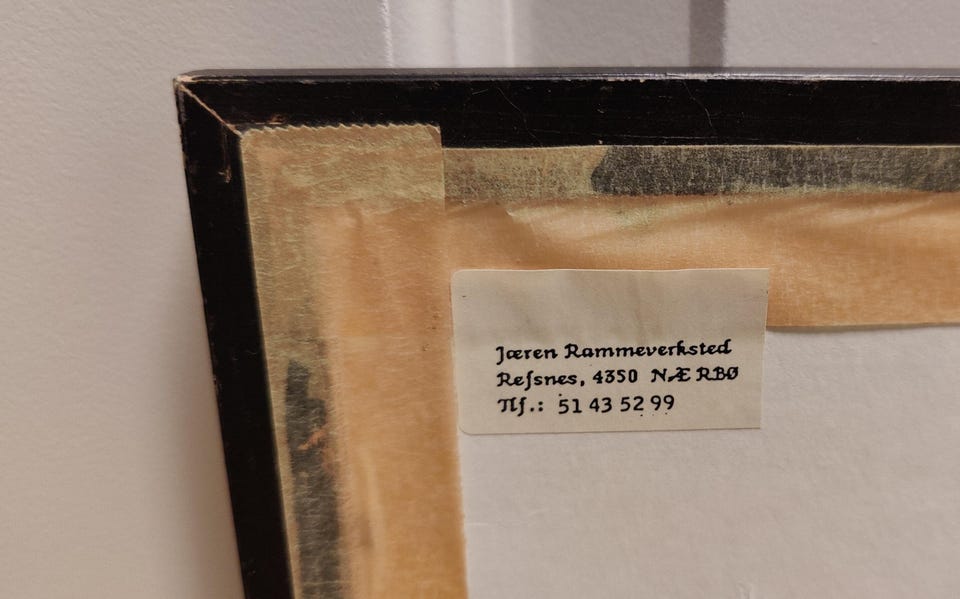 Jæren Rammeverksted
Refsnes, 4350 NÆRBØ
Tlf.: 51 43 52 99